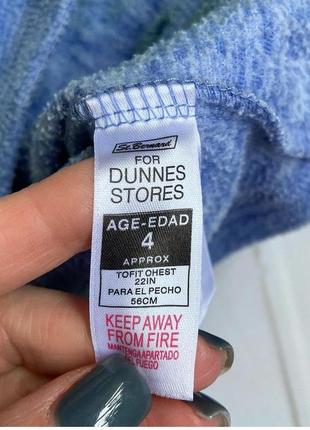 St. Bernard
FOR
DUNNES
STORES
AGE-EDAD
4
APPROX
TOFIT CHEST
22IN
PARA EL PECHO
56CM
KEEP AWAY
FROM FIRE
MANTENGA APARTADO
DEL FUEGO